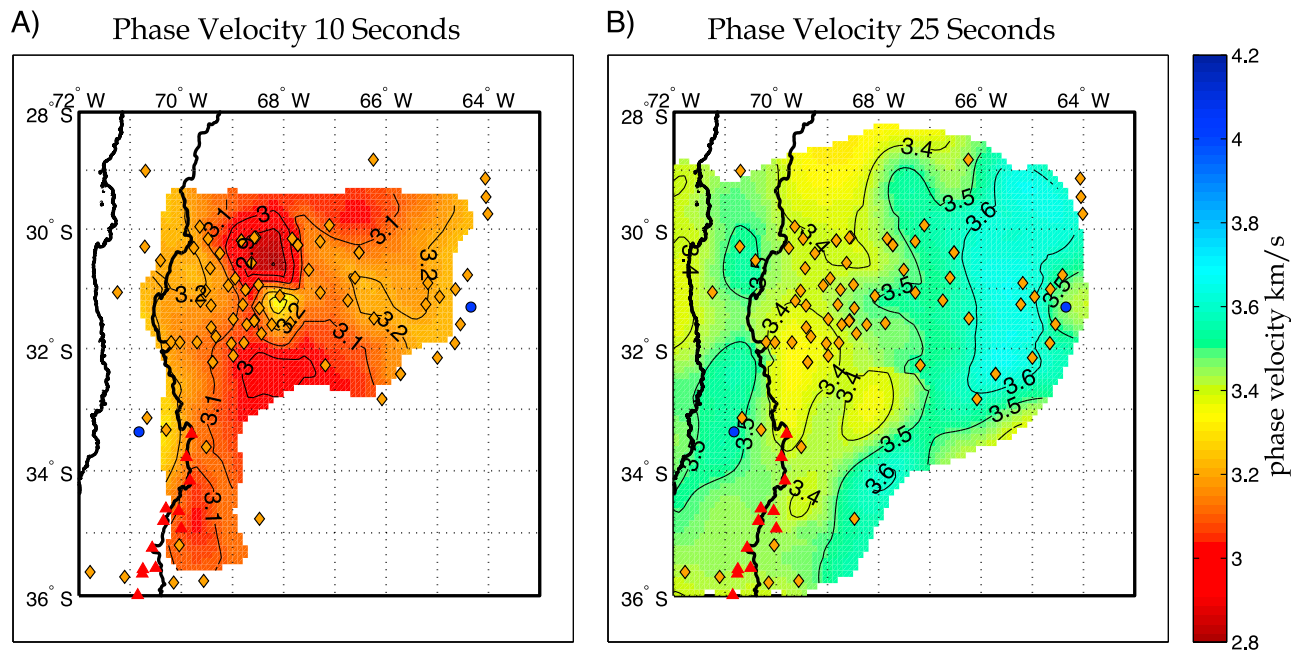 A)
Phase Velocity 10 Seconds
72° W
70° W
68° W
66° W
64° W
28° S
30° S
32° S
34° S
36° S
3.1
3
3.1
3.2
3.2
3.2
3.2
3.1
3
3.1
3.1
B)
Phase Velocity 25 Seconds
72° W
70° W
68° W
66° W
64° W
28° S
30° S
32° S
34° S
36° S
3.4
3.5
3.6
3.4
3.5
3.5
3.4
3.6
3.4
3.4
3.5
3.5
3.5
3.5
3.6
3.4
4.2
4
3.8
3.6
3.4
3.2
3
2.8
phase velocity km/s